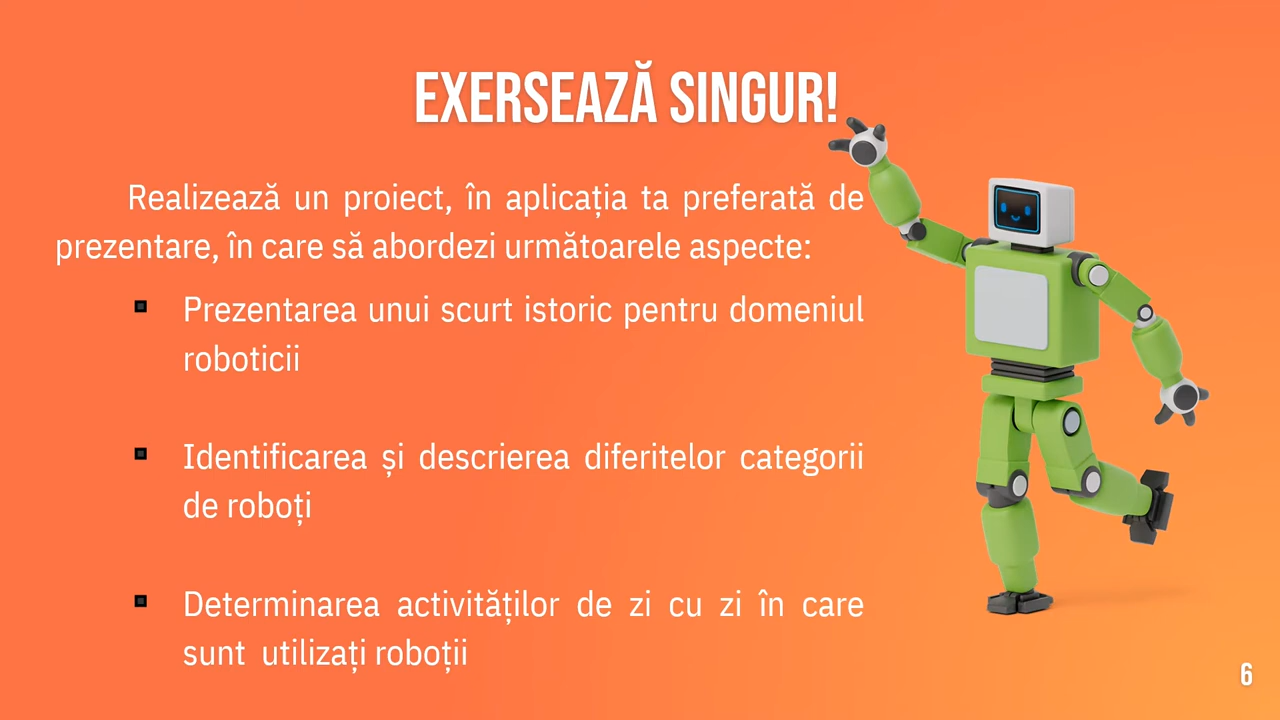 EXERSEAZĂ SINGUR!
Realizează un proiect, în aplicația ta preferată de
prezentare, în care să abordezi următoarele aspecte:
Prezentarea unui scurt istoric pentru domeniul
roboticii
Identificarea și descrierea diferitelor categorii
de roboți
Determinarea activităților de zi cu zi în care
sunt  utilizați roboții
6